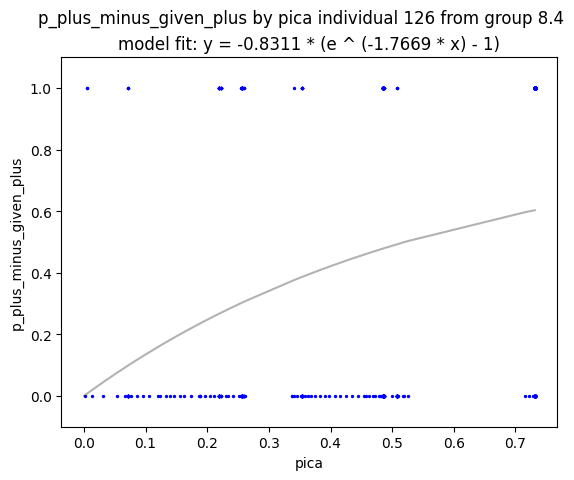 p_plus_minus_given_plus by pica individual 126 from group 8.4
model fit: y = -0.8311 * (e ^ (-1.7669 * x) - 1)
p_plus_minus_given_plus
1.0
0.8
0.6
0.4
0.2
0.0
0.0 0.1 0.2 0.3 0.4 0.5 0.6 0.7
pica